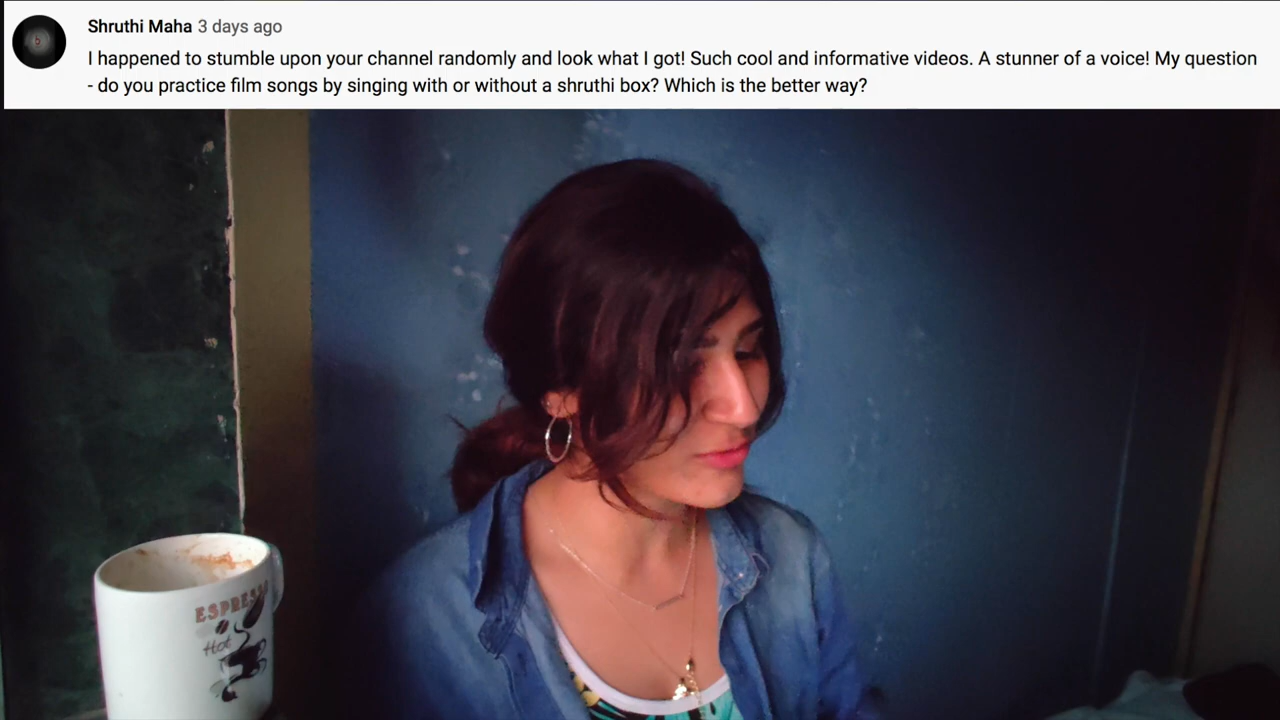 Shruthi Maha 3 days ago
I happened to stumble upon your channel randomly and look what I got! Such cool and informative videos. A stunner of a voice! My question
- do you practice film songs by singing with or without a shruthi box? Which is the better way?
ESPRESSO
Hot